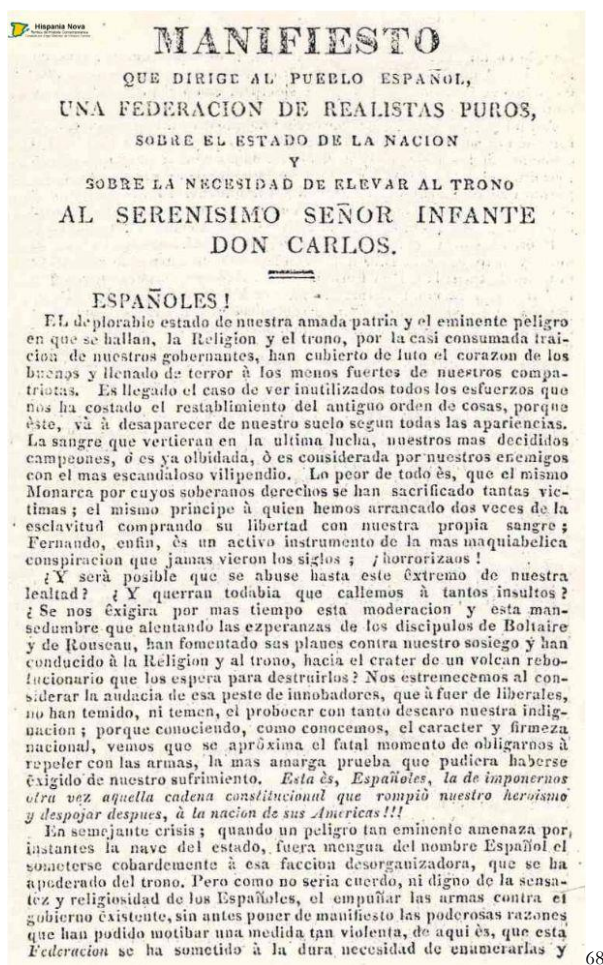 Hispania Nova
MANIFIESTO
QUE DIRIGE AL PUEBLO ESPAÑOL,
UNA FEDERACION DE REALISTAS PUROS,
SOBRE EL ESTADO DE LA NACION
Y
SOBRE LA NECESIDAD DE ELEVAR AL TRONO
AL SERENISIMO SEÑOR INFANTE
DON CARLOS.
ESPAÑOLES!
EL deplorable estado de nuestra amada patria y el eminente peligro
en que se hallan, la Religion y el trono, por la casi consumada trai-
cion de nuestros gobernantes, han cubierto de luto el corazon de los
buenos y llenado de terror à los menos fuertes de nuestros compa-
triotas. Es llegado el caso de ver inutilizados todos los esfuerzos que
nos ha costado el restablimiento del antiguo orden de cosas, porque
èste, và à desaparecer de nuestro suelo segun todas las apariencias.
La sangre que vertieran en la ultima lucha, nuestros mas decididos
campeones, ó es ya olbidada, ò es considerada por nuestros enemigos
con el mas escandaloso vilipendio. Lo peor de todo ès, que el mismo
Monarca por cuyos soberanos derechos se han sacrificado tantas vic-
timas; el mismo principe à quien hemos arrancado dos veces de la
esclavitud comprando su libertad con nuestra propia sangre;
Fernando, enfin, ès un activo instrumento de la mas maquiabelica
conspiracion que jamas vieron los siglos; ¡horrorizaos!
¿Y serà posible que se abuse hasta este êxtremo de nuestra
lealtad? ¿Y querran todabia que callemos à tantos insultos?
¿Se nos êxigira por mas tiempo esta moderacion y esta man-
sedumbre que alentando las ezperanzas de los discipulos de Boltaire
y de Rouseau, han fomentado sus planes contra nuestro sosiego y han
conducido à la Religion y al trono, hacia el crater de un volcan rebo-
lucionario que los espera para destruirlos? Nos estremecemos al con-
siderar la audacia de esa peste de innobadores, que à fuer de liberales,
no han temido, ni temen, el probocar con tanto descaro nuestra indig-
nacion; porque conociendo, como conocemos, el caracter y firmeza
nacional, vemos que se apròxima el fatal momento de obligarnos à
repeler con las armas, la mas amarga prueba que pudiera haberse
êxigido de nuestro sufrimiento. Esta ès, Españoles, la de imponernos
otra vez aquella cadena constitucional que rompiò nuestro heroismo
y despojar despues, à la nacion de sus Americas!!!
En semejante crisis; quando un peligro tan eminente amenaza por
instantes la nave del estado, fuera mengua del nombre Español el
someterse cobardemente à esa faccion desorganizadora, que se ha
apoderado del trono. Pero como no seria cuerdo, ni digno de la sensa-
tez y religiosidad de los Españoles, el empuñar las armas contra el
gobierno êxistente, sin antes poner de manifiesto las poderosas razones
que han podido motibar una medida tan violenta, de aqui ès, que esta
Federacion se ha sometido à la dura necesidad de enumerarlas y
68